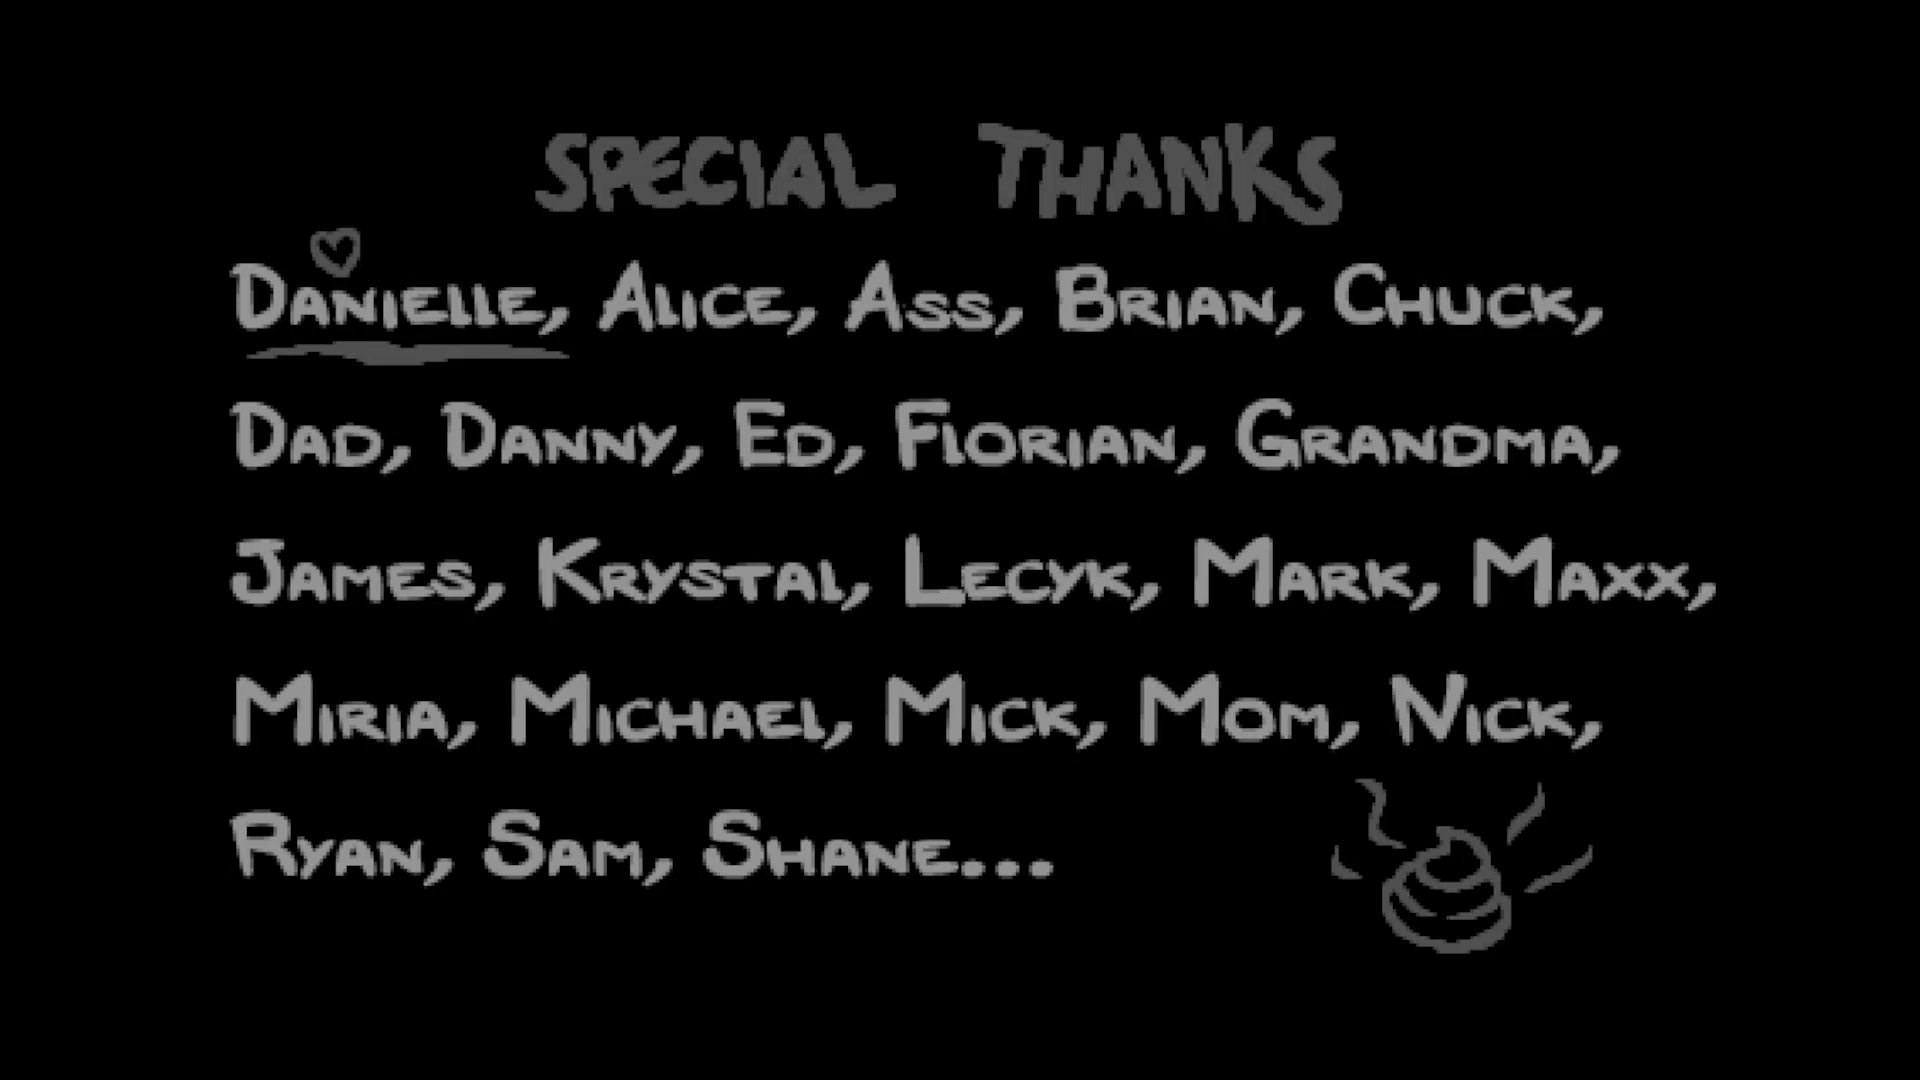 SPECIAL THANKS
DANIELLE, ALICE, ASS, BRIAN, CHUCK,
DAD, DANNY, ED, FLORIAN, GRANDMA,
JAMES, KRYSTAL, LECYK, MARK, MAXX,
MIRIA, MICHAEL, MICK, MOM, NICK,
RYAN, SAM, SHANE...